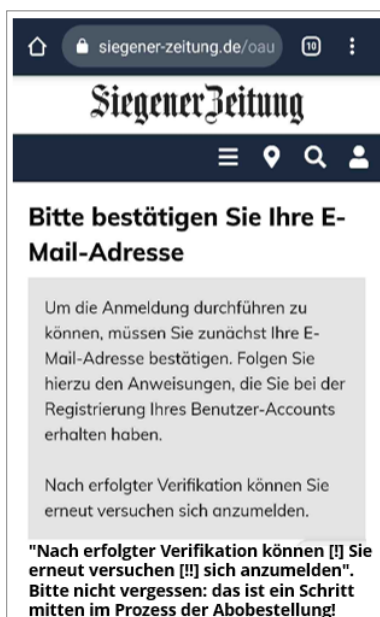 siegener-zeitung.de/oau
10
Siegener Zeitung
Bitte bestätigen Sie Ihre E-
Mail-Adresse
Um die Anmeldung durchführen zu
können, müssen Sie zunächst Ihre E-
Mail-Adresse bestätigen. Folgen Sie
hierzu den Anweisungen, die Sie bei der
Registrierung Ihres Benutzer-Accounts
erhalten haben.
Nach erfolgter Verifikation können Sie
erneut versuchen sich anzumelden.
"Nach erfolgter Verifikation können [!] Sie
erneut versuchen [!!] sich anzumelden".
Bitte nicht vergessen: das ist ein Schritt
mitten im Prozess der Abobestellung!